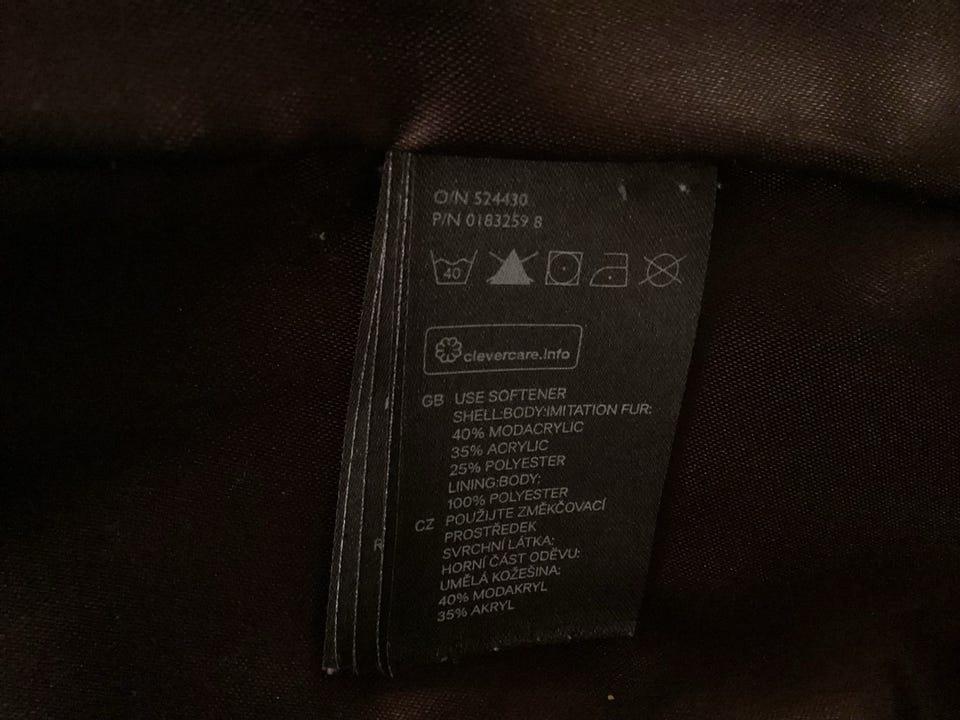 O/N 524430
P/N 0183259 8
40
clevercare.info
GB USE SOFTENER
SHELL:BODY:IMITATION FUR:
40% MODACRYLIC
35% ACRYLIC
25% POLYESTER
LINING:BODY:
100% POLYESTER
CZ POUŽIJTE ZMĚKČOVACÍ
PROSTŘEDEK
SVRCHNÍ LÁTKA:
HORNÍ ČÁST ODĚVU:
UMĚLÁ KOŽEŠINA:
40% MODAKRYL
35% AKRYL
R